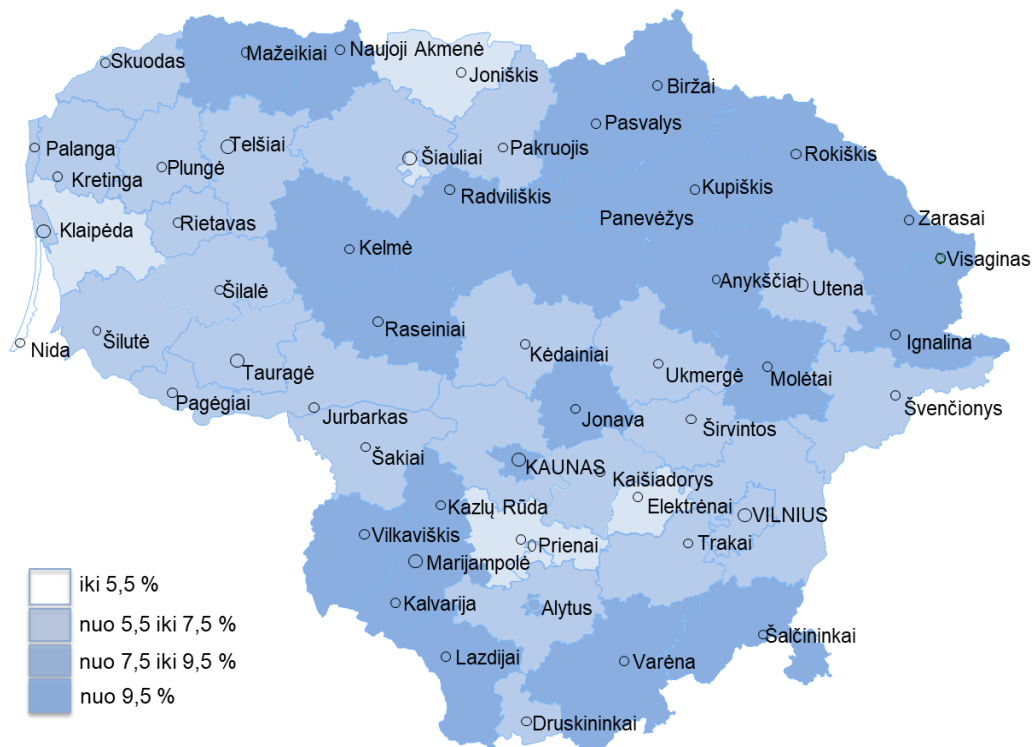 Naujoji Akmenė
Mažeikiai
Skuodas
Joniškis
Biržai
Pasvalys
Palanga
Telšiai
Šiauliai
Pakruojis
Rokiškis
Plungė
Kretinga
Radviliškis
Kupiškis
Klaipėda
Rietavas
Panevėžys
Zarasai
Kelmė
Visaginas
Šilalė
Anykščiai
Utena
Raseiniai
Nida
Šilutė
Kėdainiai
Ignalina
Tauragė
Ukmergė
Molėtai
Pagėgiai
Švenčionys
Jurbarkas
Jonava
Širvintos
Šakiai
KAUNAS
Kaišiadorys
Kazlų Rūda
Elektrėnai
VILNIUS
Vilkaviškis
Prienai
Trakai
Marijampolė
Kalvarija
Alytus
Šalčininkai
Lazdijai
Varėna
Druskininkai
iki 5,5 %
nuo 5,5 iki 7,5 %
nuo 7,5 iki 9,5 %
nuo 9,5 %